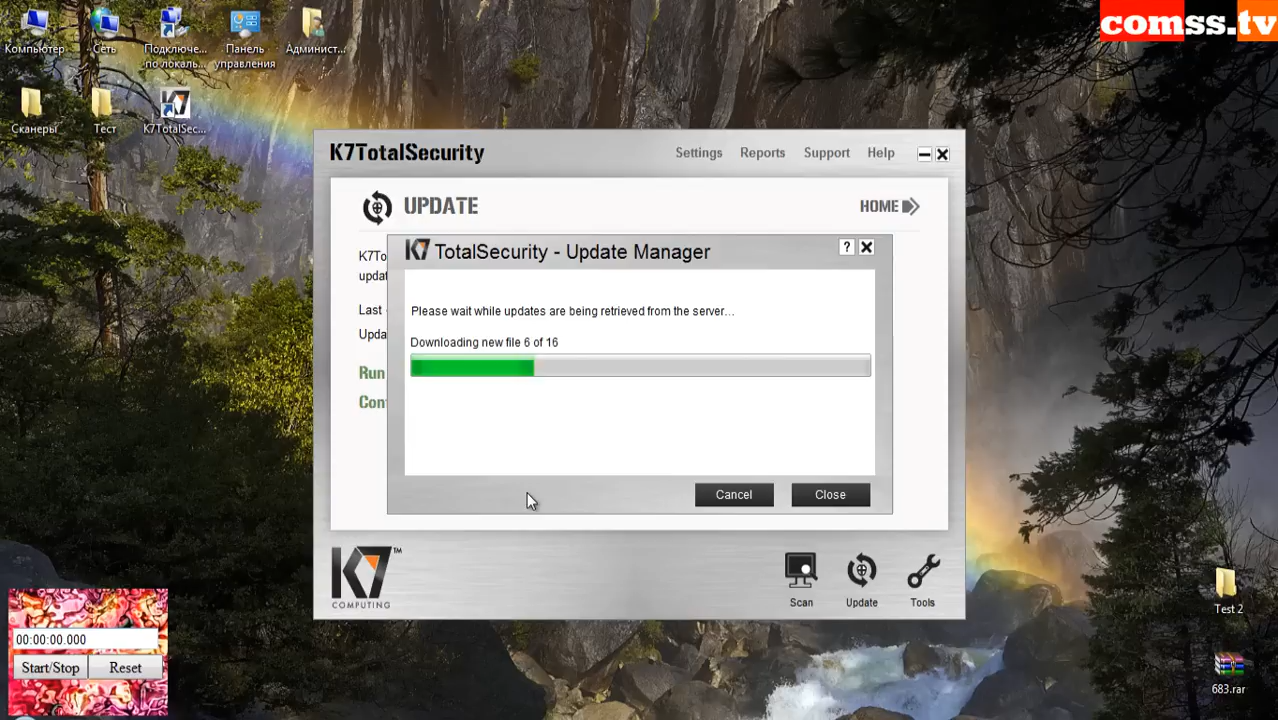 comss.tv
Компьютер
Сеть
Подключе...
по локаль...
Панель
управления
Админист...
Сканеры
Тест
K7TotalSec...
K7TotalSecurity
Settings
Reports
Support
Help
UPDATE
HOME
K7To
updat
Last
Upda
Run
Con
K7 TotalSecurity - Update Manager
?
Please wait while updates are being retrieved from the server...
Downloading new file 6 of 16
Cancel
Close
K7™
COMPUTING
Scan
Update
Tools
00:00:00.000
Start/Stop
Reset
Test 2
683.rar